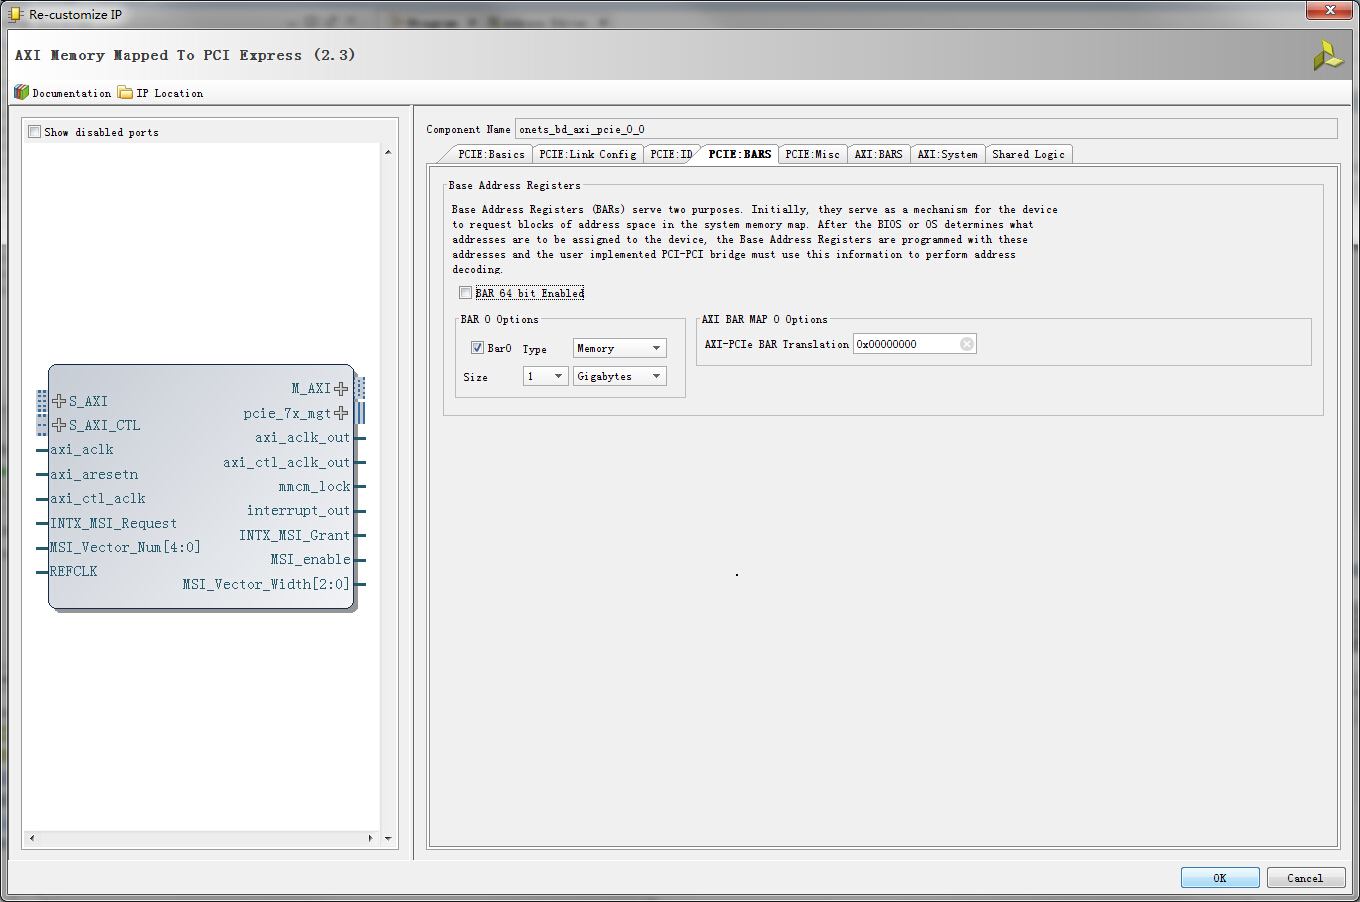 Re-customize IP
AXI Memory Mapped To PCI Express (2.3)
Documentation IP Location
Show disabled ports
S_AXI
S_AXI_CTL
axi_aclk
axi_aresetn
axi_ctl_aclk
INTX_MSI_Request
MSI_Vector_Num[4:0]
REFCLK
M_AXI
pcie_7x_mgt
axi_aclk_out
axi_ctl_aclk_out
mmcm_lock
interrupt_out
INTX_MSI_Grant
MSI_enable
MSI_Vector_Width[2:0]
Component Name onets_bd_axi_pcie_0_0
PCIE:Basics PCIE:Link Config PCIE:ID PCIE:BARS PCIE:Misc AXI:BARS AXI:System Shared Logic
Base Address Registers
Base Address Registers (BARs) serve two purposes. Initially, they serve as a mechanism for the device
to request blocks of address space in the system memory map. After the BIOS or OS determines what
addresses are to be assigned to the device, the Base Address Registers are programmed with these
addresses and the user implemented PCI-PCI bridge must use this information to perform address
decoding.
BAR 64 bit Enabled
BAR 0 Options
Bar0 Type Memory
Size 1 Gigabytes
AXI BAR MAP 0 Options
AXI-PCIe BAR Translation 0x00000000
OK Cancel